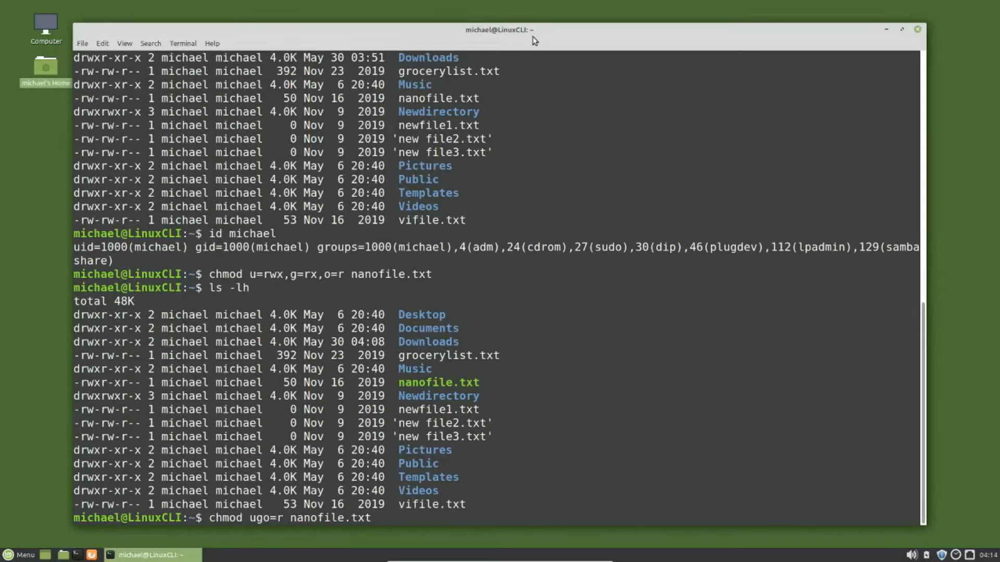 Computer
michael's Home
michael@LinuxCLI: ~
File Edit View Search Terminal Help
drwxr-xr-x 2 michael michael 4.0K May 30 03:51  Downloads
-rw-rw-r-- 1 michael michael  392 Nov 23  2019  grocerylist.txt
drwxr-xr-x 2 michael michael 4.0K May  6 20:40  Music
-rw-rw-r-- 1 michael michael   50 Nov 16  2019  nanofile.txt
drwxrwxr-x 3 michael michael 4.0K Nov  9  2019  Newdirectory
-rw-rw-r-- 1 michael michael    0 Nov  9  2019  newfile1.txt
-rw-rw-r-- 1 michael michael    0 Nov  9  2019 'new file2.txt'
-rw-rw-r-- 1 michael michael    0 Nov  9  2019 'new file3.txt'
drwxr-xr-x 2 michael michael 4.0K May  6 20:40  Pictures
drwxr-xr-x 2 michael michael 4.0K May  6 20:40  Public
drwxr-xr-x 2 michael michael 4.0K May  6 20:40  Templates
drwxr-xr-x 2 michael michael 4.0K May  6 20:40  Videos
-rw-rw-r-- 1 michael michael   53 Nov 16  2019  vifile.txt
michael@LinuxCLI:~$ id michael
uid=1000(michael) gid=1000(michael) groups=1000(michael),4(adm),24(cdrom),27(sudo),30(dip),46(plugdev),112(lpadmin),129(samba
share)
michael@LinuxCLI:~$ chmod u=rwx,g=rx,o=r nanofile.txt
michael@LinuxCLI:~$ ls -lh
total 48K
drwxr-xr-x 2 michael michael 4.0K May  6 20:40  Desktop
drwxr-xr-x 2 michael michael 4.0K May  6 20:40  Documents
drwxr-xr-x 2 michael michael 4.0K May 30 04:08  Downloads
-rw-rw-r-- 1 michael michael  392 Nov 23  2019  grocerylist.txt
drwxr-xr-x 2 michael michael 4.0K May  6 20:40  Music
-rwxr-xr-- 1 michael michael   50 Nov 16  2019  nanofile.txt
drwxrwxr-x 3 michael michael 4.0K Nov  9  2019  Newdirectory
-rw-rw-r-- 1 michael michael    0 Nov  9  2019  newfile1.txt
-rw-rw-r-- 1 michael michael    0 Nov  9  2019 'new file2.txt'
-rw-rw-r-- 1 michael michael    0 Nov  9  2019 'new file3.txt'
drwxr-xr-x 2 michael michael 4.0K May  6 20:40  Pictures
drwxr-xr-x 2 michael michael 4.0K May  6 20:40  Public
drwxr-xr-x 2 michael michael 4.0K May  6 20:40  Templates
drwxr-xr-x 2 michael michael 4.0K May  6 20:40  Videos
-rw-rw-r-- 1 michael michael   53 Nov 16  2019  vifile.txt
michael@LinuxCLI:~$ chmod ugo=r nanofile.txt
Menu michael@LinuxCLI: ~ 04:14